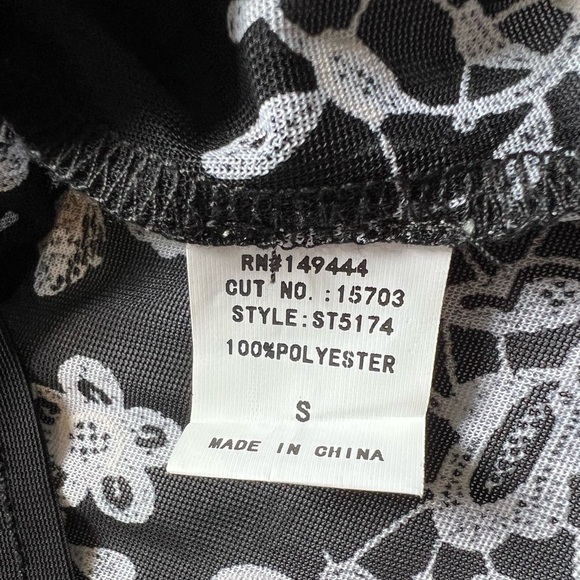 RN#149444
CUT NO. :15703
STYLE:ST5174
100%POLYESTER
S
MADE IN CHINA